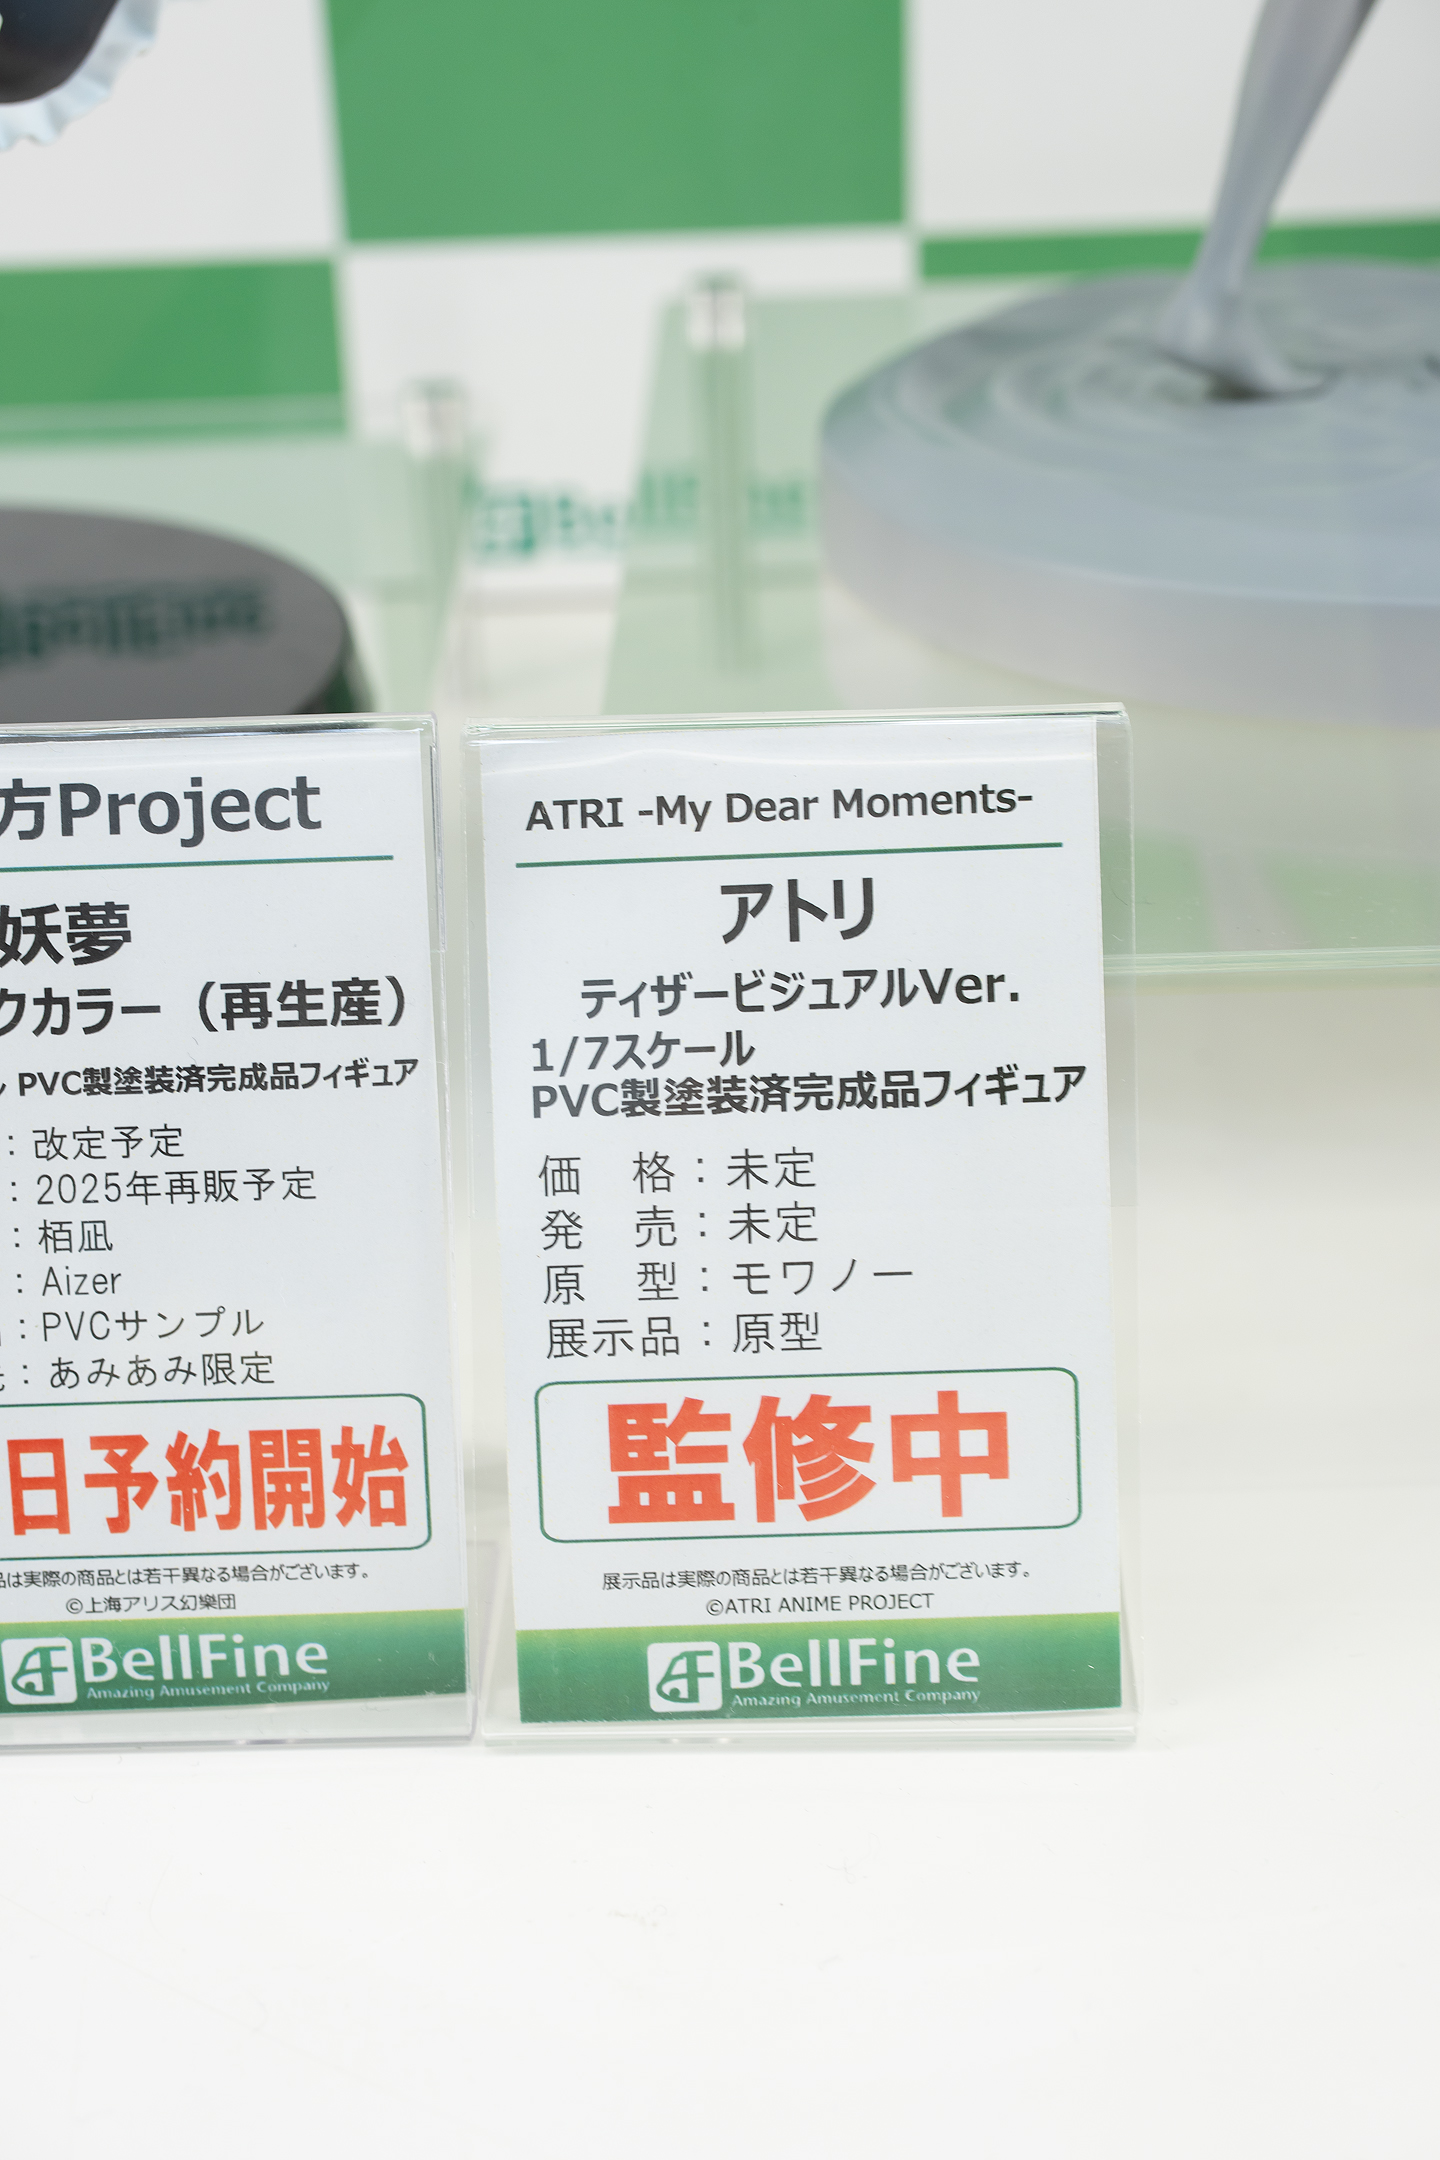 方Project
妖夢
クカラー（再生産）
PVC製塗装済完成品フィギュア
：改定予定
：2025年再販予定
：栢凪
：Aizer
：PVCサンプル
：あみあみ限定
日予約開始
品は実際の商品とは若干異なる場合がございます。
©上海アリス幻樂団
AF BellFine
Amazing Amusement Company
ATRI -My Dear Moments-
アトリ
ティザービジュアルVer.
1/7スケール
PVC製塗装済完成品フィギュア
価　格：未定
発　売：未定
原　型：モワノー
展示品：原型
監修中
展示品は実際の商品とは若干異なる場合がございます。
©ATRI ANIME PROJECT
AF BellFine
Amazing Amusement Company